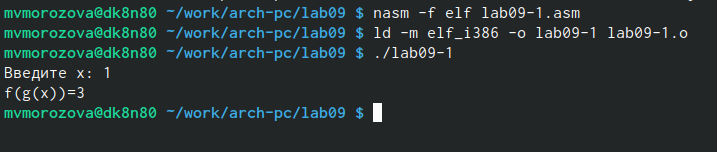 mvmorozova@dk8n80 ~/work/arch-pc/lab09 $ nasm -f elf lab09-1.asm
mvmorozova@dk8n80 ~/work/arch-pc/lab09 $ ld -m elf_i386 -o lab09-1 lab09-1.o
mvmorozova@dk8n80 ~/work/arch-pc/lab09 $ ./lab09-1
Введите x: 1
f(g(x))=3
mvmorozova@dk8n80 ~/work/arch-pc/lab09 $